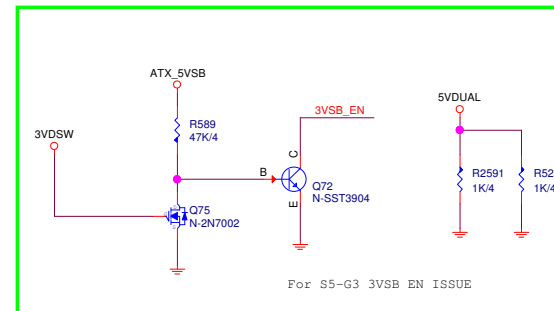 ATX_5VSB
3VSB_EN
5VDUAL
R589
47K/4
3VDSW
B
C
E
Q72
N-SST3904
R2591
1K/4
R52
1K/4
Q75
N-2N7002
For S5-G3 3VSB EN ISSUE